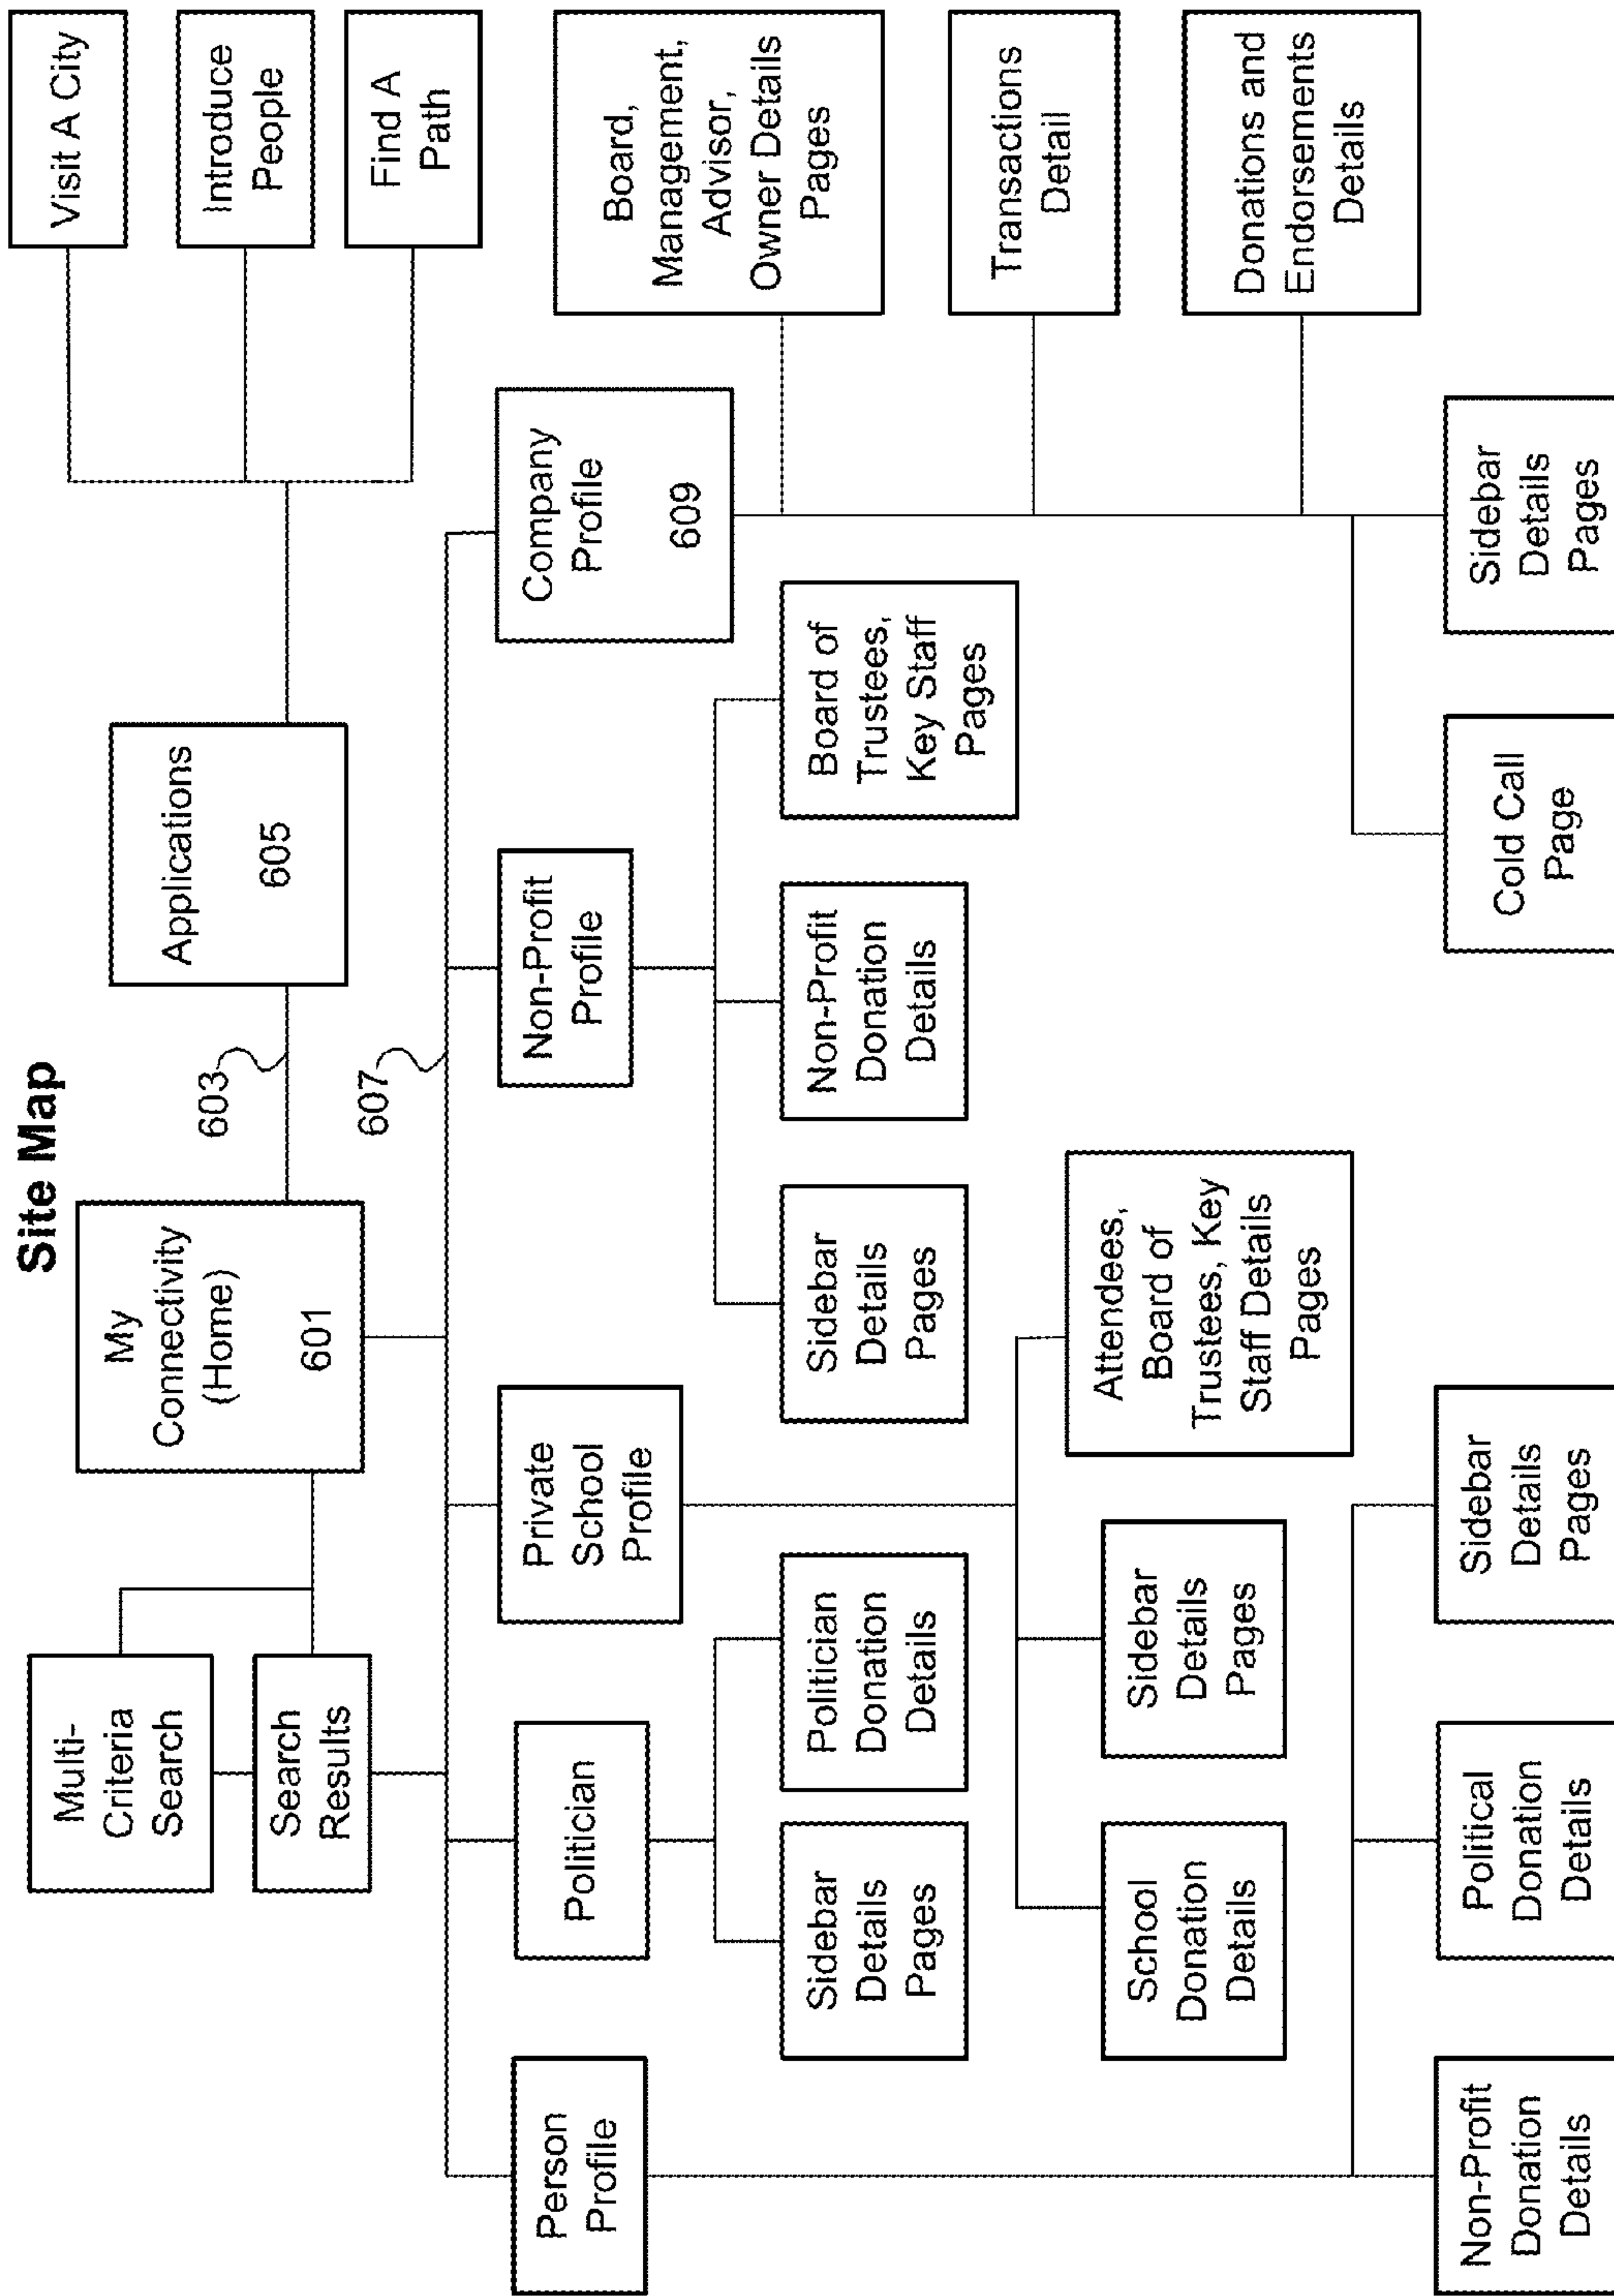 Site Map
Multi-
Criteria
Search
Search
Results
My
Connectivity
(Home)
601
603
Applications
605
Visit A City
Introduce
People
Find A
Path
607
Person
Profile
Politician
Private
School
Profile
Non-Profit
Profile
Company
Profile
609
Sidebar
Details
Pages
Politician
Donation
Details
Sidebar
Details
Pages
Non-Profit
Donation
Details
Board of
Trustees,
Key Staff
Pages
Board,
Management,
Advisor,
Owner Details
Pages
Transactions
Detail
Donations and
Endorsements
Details
School
Donation
Details
Sidebar
Details
Pages
Attendees,
Board of
Trustees, Key
Staff Details
Pages
Non-Profit
Donation
Details
Political
Donation
Details
Sidebar
Details
Pages
Cold Call
Page
Sidebar
Details
Pages